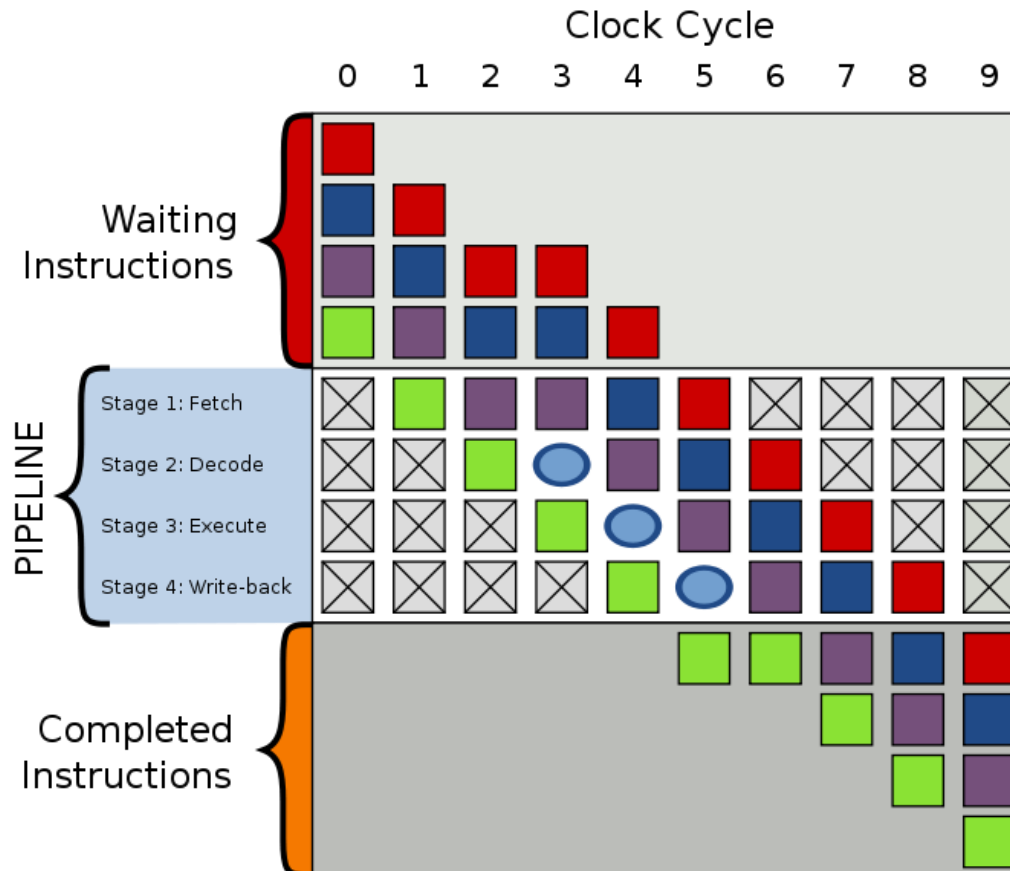 Clock Cycle
0 1 2 3 4 5 6 7 8 9
Waiting
Instructions
PIPELINE
Stage 1: Fetch
Stage 2: Decode
Stage 3: Execute
Stage 4: Write-back
Completed
Instructions